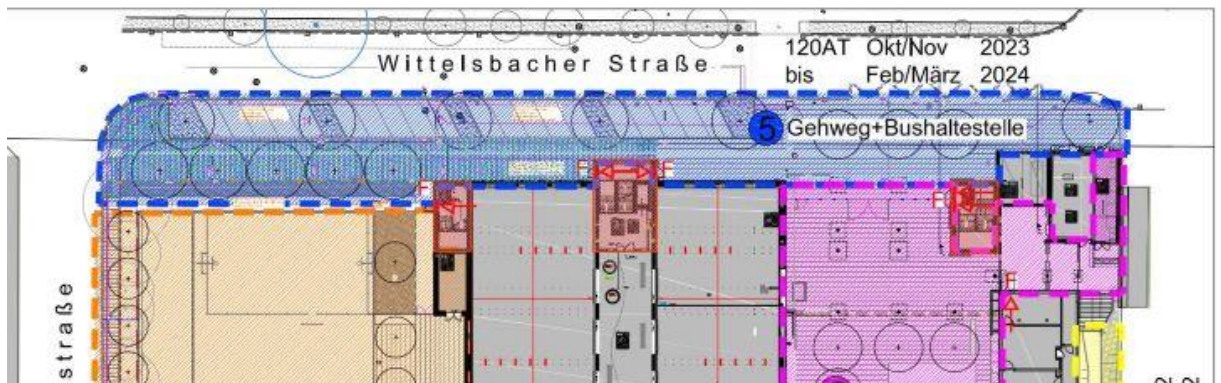 Wittelsbacher Straße
120AT Okt/Nov 2023
bis Feb/März 2024
5 Gehweg+Bushaltestelle
F
F
F
F
F
F
straße